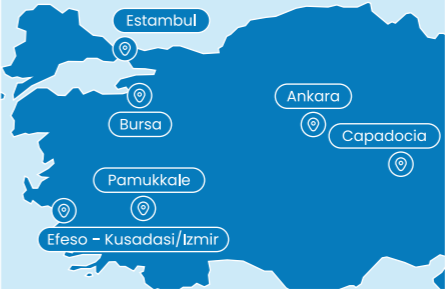 Estambul
Ankara
Bursa
Capadocia
Pamukkale
Efeso - Kusadasi/Izmir